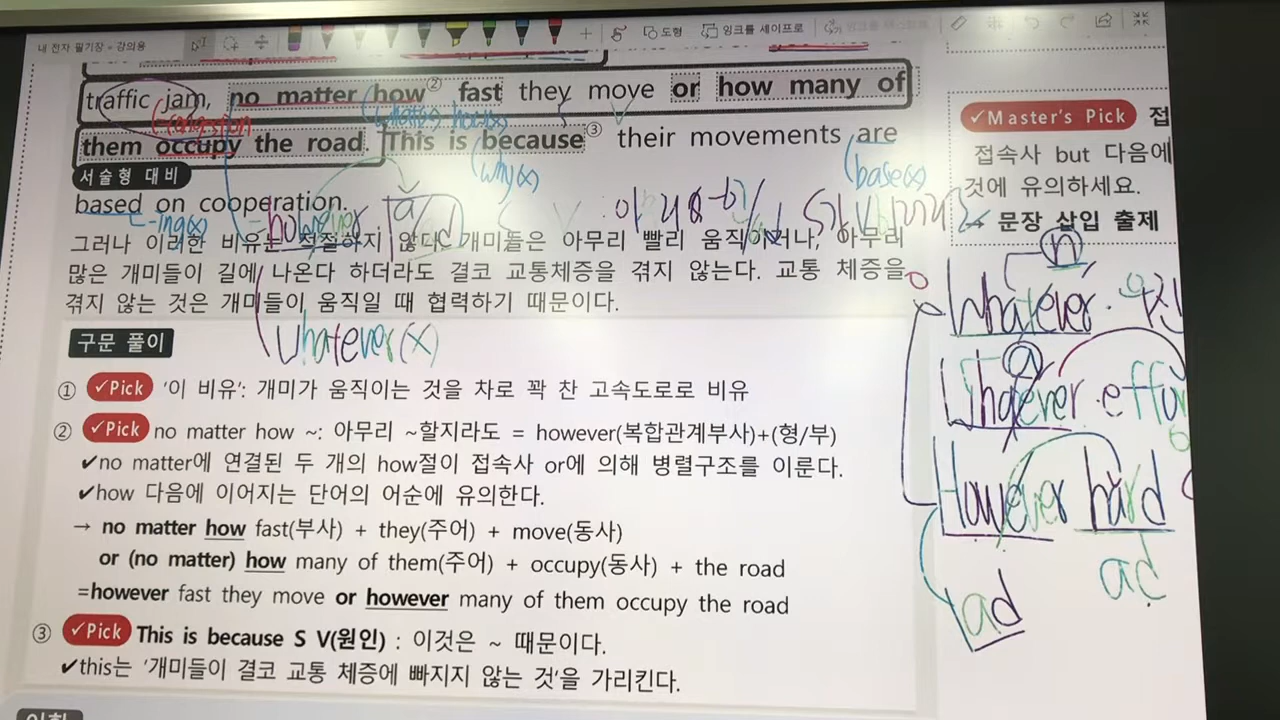 내 전자 필기장 » 강의용
도형
잉크를 셰이프로
traffic jam, no matter how② fast they move or how many of
them occupy the road. This is because③ their movements are
서술형 대비
based on cooperation.
(why(x)
(base(x)
(-ing(x)
however
a/ad
그러나 이러한 비유는 적절하지 않다. 개미들은 아무리 빨리 움직이거나, 아무리
많은 개미들이 길에 나온다 하더라도 결코 교통체증을 겪지 않는다. 교통 체증을
겪지 않는 것은 개미들이 움직일 때 협력하기 때문이다.
whatever(x)
구문 풀이
① ✓Pick '이 비유': 개미가 움직이는 것을 차로 꽉 찬 고속도로로 비유
② ✓Pick no matter how ~: 아무리 ~할지라도 = however(복합관계부사)+(형/부)
✔no matter에 연결된 두 개의 how절이 접속사 or에 의해 병렬구조를 이룬다.
✔how 다음에 이어지는 단어의 어순에 유의한다.
→ no matter how fast(부사) + they(주어) + move(동사)
or (no matter) how many of them(주어) + occupy(동사) + the road
=however fast they move or however many of them occupy the road
③ ✓Pick This is because S V(원인) : 이것은 ~ 때문이다.
✔this는 '개미들이 결코 교통 체증에 빠지지 않는 것'을 가리킨다.
✓Master's Pick
접속사 but 다음에
것에 유의하세요.
→ 문장 삽입 출제
n
Whatever
a
Whatever effor
However hard
ad
ad